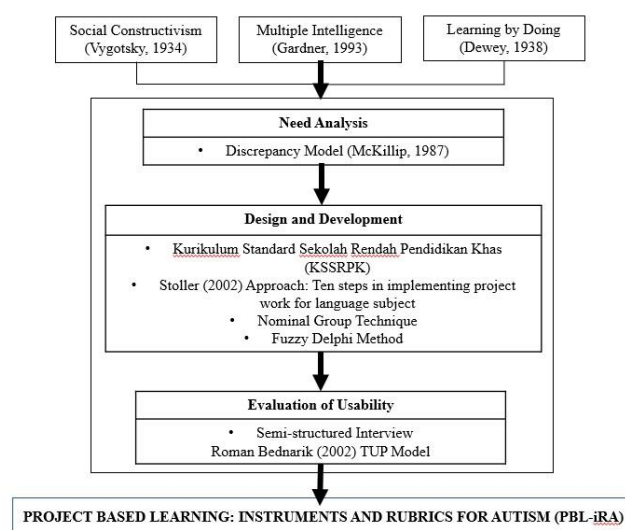 Social Constructivism
(Vygotsky, 1934)
Multiple Intelligence
(Gardner, 1993)
Learning by Doing
(Dewey, 1938)
Need Analysis
• Discrepancy Model (McKillip, 1987)
Design and Development
• Kurikulum Standard Sekolah Rendah Pendidikan Khas
(KSSRPK)
• Stoller (2002) Approach: Ten steps in implementing project
work for language subject
• Nominal Group Technique
• Fuzzy Delphi Method
Evaluation of Usability
• Semi-structured Interview
Roman Bednarik (2002) TUP Model
PROJECT BASED LEARNING: INSTRUMENTS AND RUBRICS FOR AUTISM (PBL-iRA)